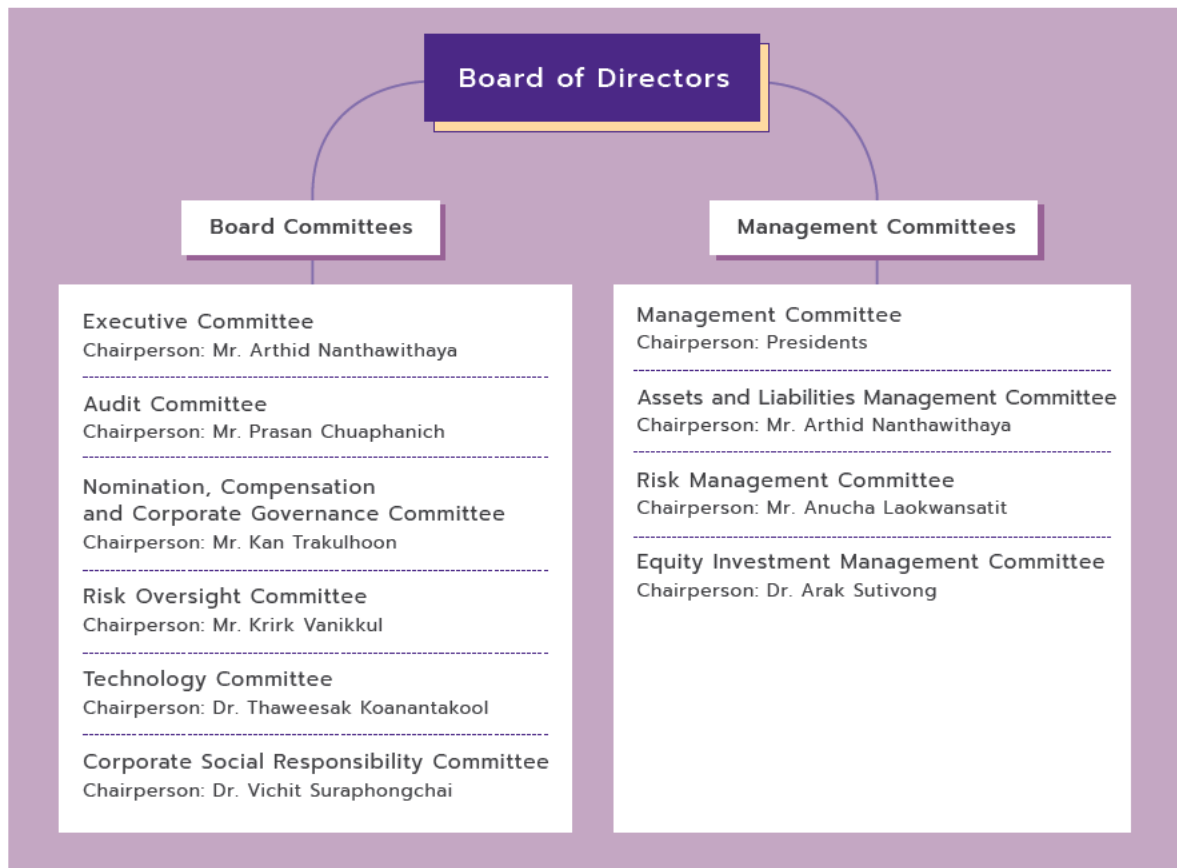 Board of Directors
Board Committees
Executive Committee
Chairperson: Mr. Arthid Nanthawithaya
Audit Committee
Chairperson: Mr. Prasan Chuaphanich
Nomination, Compensation
and Corporate Governance Committee
Chairperson: Mr. Kan Trakulhoon
Risk Oversight Committee
Chairperson: Mr. Krirk Vanikkul
Technology Committee
Chairperson: Dr. Thaweesak Koanantakool
Corporate Social Responsibility Committee
Chairperson: Dr. Vichit Suraphongchai
Management Committees
Management Committee
Chairperson: Presidents
Assets and Liabilities Management Committee
Chairperson: Mr. Arthid Nanthawithaya
Risk Management Committee
Chairperson: Mr. Anucha Laokwansatit
Equity Investment Management Committee
Chairperson: Dr. Arak Sutivong